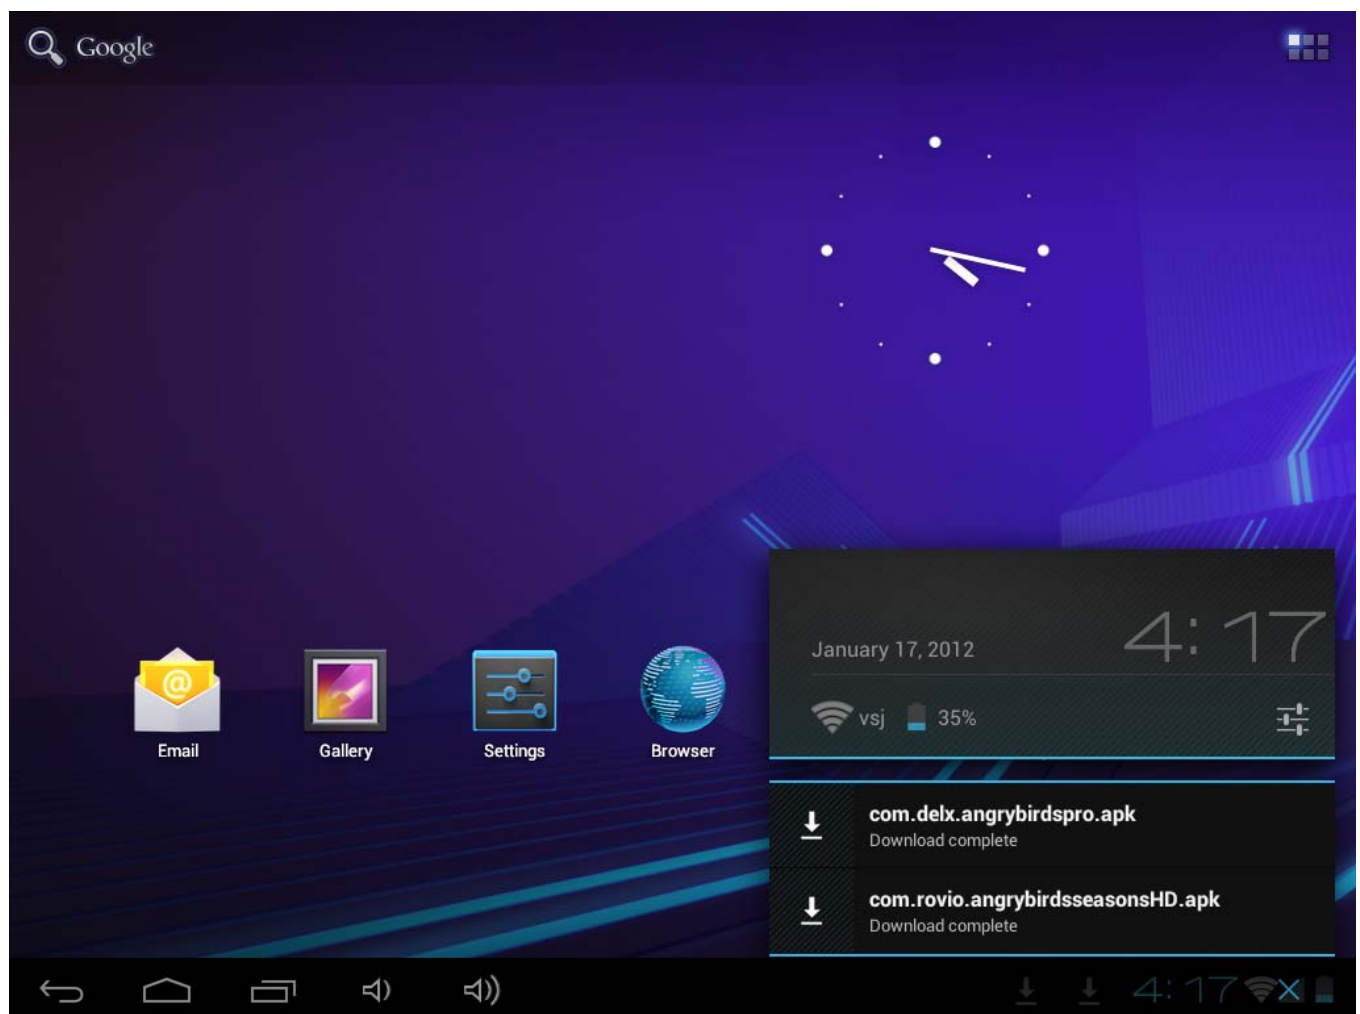 Google
January 17, 2012
4:17
vsj
35%
Email
Gallery
Settings
Browser
com.delx.angrybirdspro.apk
Download complete
com.rovio.angrybirdsseasonsHD.apk
Download complete
4:17